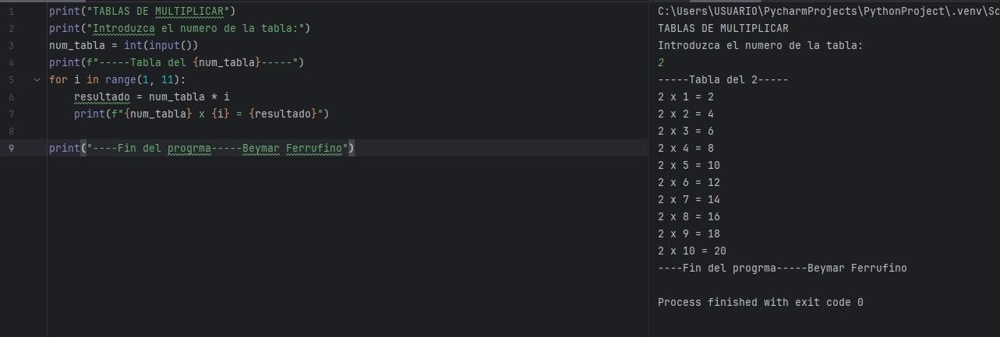 1 print("TABLAS DE MULTIPLICAR")
2 print("Introduzca el numero de la tabla:")
3 num_tabla = int(input())
4 print(f"-----Tabla del {num_tabla}-----")
5 for i in range(1, 11):
6     resultado = num_tabla * i
7     print(f"{num_tabla} x {i} = {resultado}")
8
9 print("----Fin del progrma-----Beymar Ferrufino")
C:\Users\USUARIO\PycharmProjects\PythonProject\.venv\Sc
TABLAS DE MULTIPLICAR
Introduzca el numero de la tabla:
2
-----Tabla del 2-----
2 x 1 = 2
2 x 2 = 4
2 x 3 = 6
2 x 4 = 8
2 x 5 = 10
2 x 6 = 12
2 x 7 = 14
2 x 8 = 16
2 x 9 = 18
2 x 10 = 20
----Fin del progrma-----Beymar Ferrufino
Process finished with exit code 0